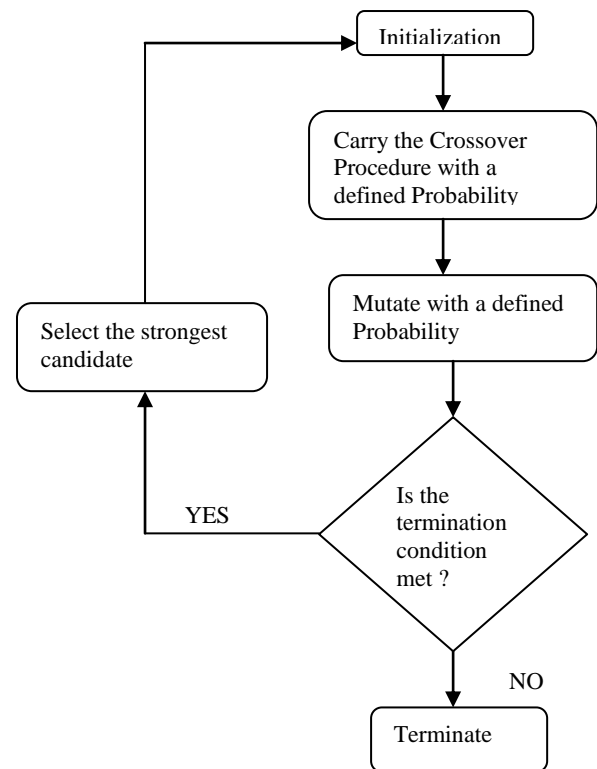 Initialization
Carry the Crossover
Procedure with a
defined Probability
Mutate with a defined
Probability
Select the strongest
candidate
YES
Is the
termination
condition
met ?
NO
Terminate